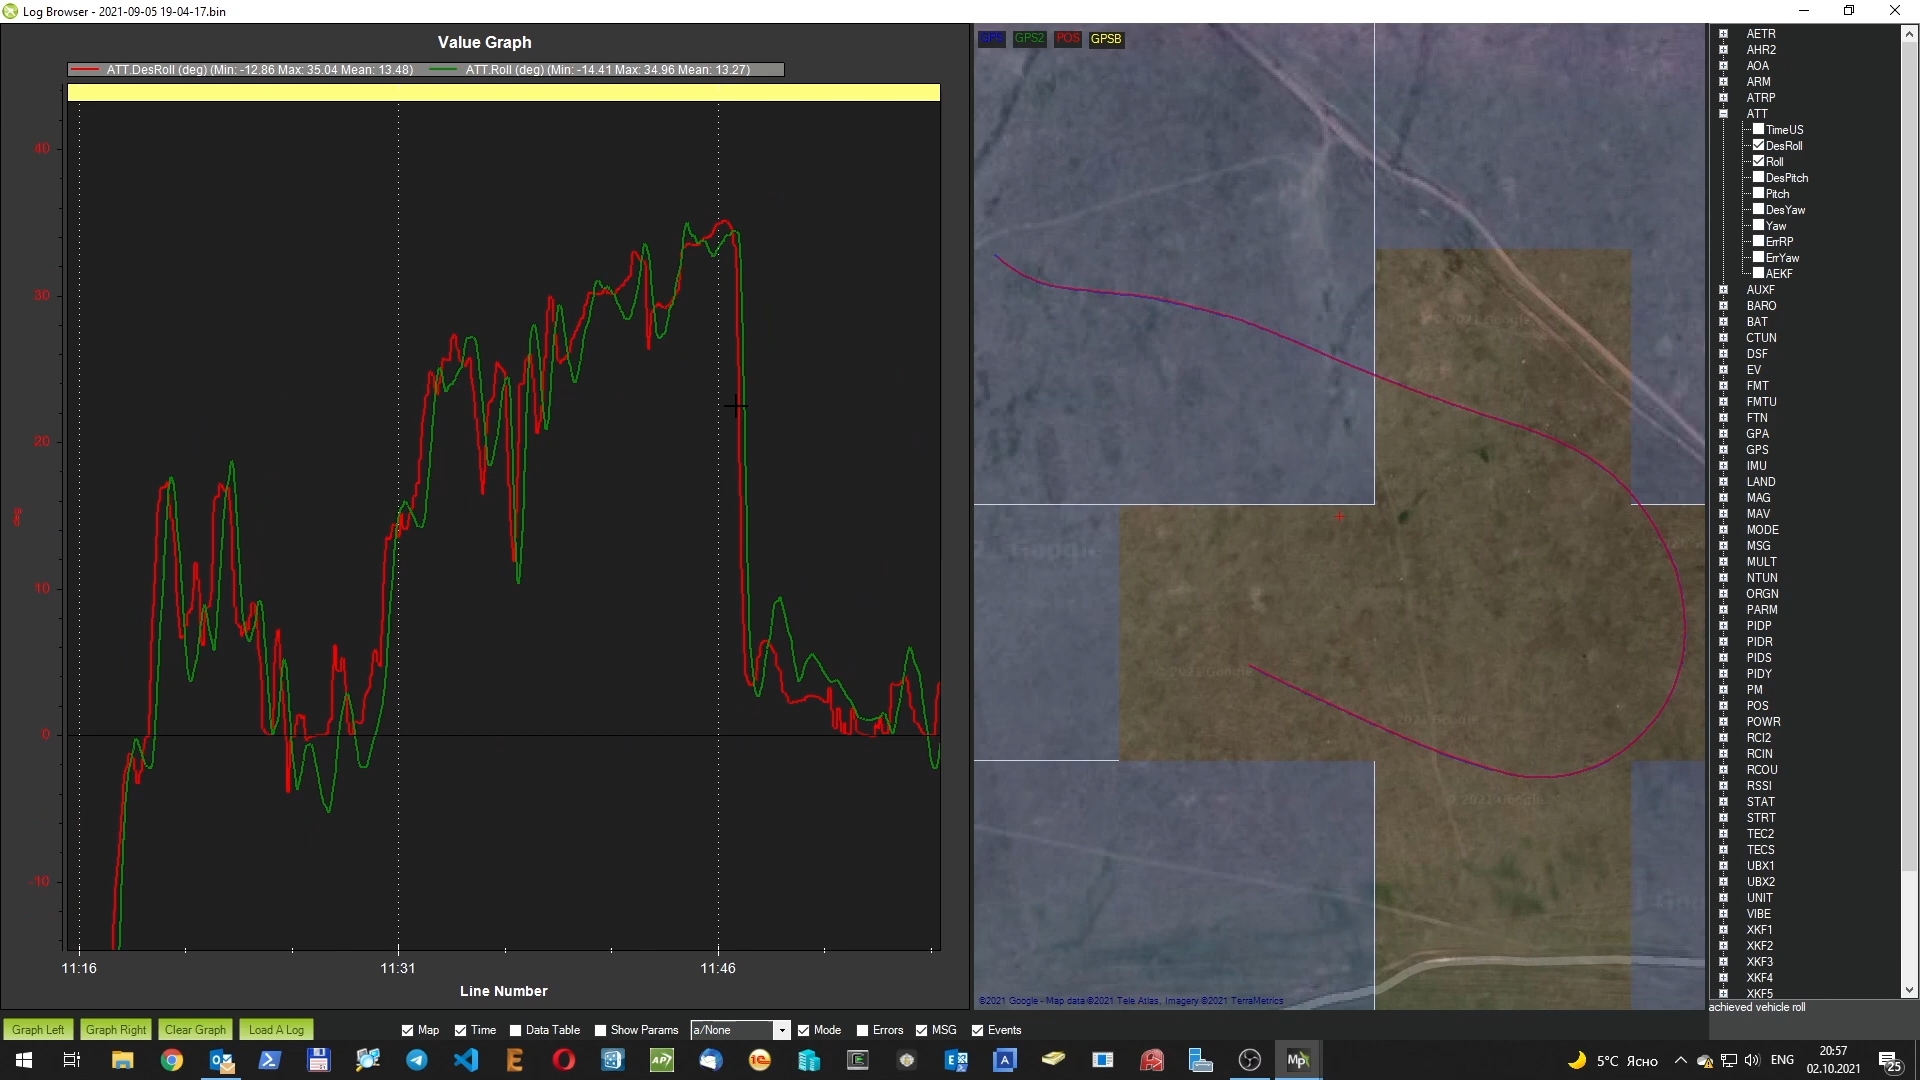 Log Browser - 2021-09-05 19-04-17.bin
Value Graph
ATT.DesRoll (deg) (Min: -12.86 Max: 35.04 Mean: 13.48)
ATT.Roll (deg) (Min: -14.41 Max: 34.96 Mean: 13.27)
40
30
20
deg
10
0
-10
11:16
11:31
11:46
Line Number
GPS
GPS2
POS
GPSB
©2021 Google - Map data ©2021 Tele Atlas, Imagery ©2021 TerraMetrics
AETR
AHR2
AOA
ARM
ATRP
ATT
TimeUS
DesRoll
Roll
DesPitch
Pitch
DesYaw
Yaw
ErrRP
ErrYaw
AEKF
AUXF
BARO
BAT
CTUN
DSF
EV
FMT
FMTU
FTN
GPA
GPS
IMU
LAND
MAG
MAV
MODE
MSG
MULT
NTUN
ORGN
PARM
PIDP
PIDR
PIDS
PIDY
PM
POS
POWR
RCI2
RCIN
RCOU
RSSI
STAT
STRT
TEC2
TECS
UBX1
UBX2
UNIT
VIBE
XKF1
XKF2
XKF3
XKF4
XKF5
achieved vehicle roll
Graph Left
Graph Right
Clear Graph
Load A Log
Map
Time
Data Table
Show Params
a/None
Mode
Errors
MSG
Events
5°C Ясно
ENG
20:57
02.10.2021
25